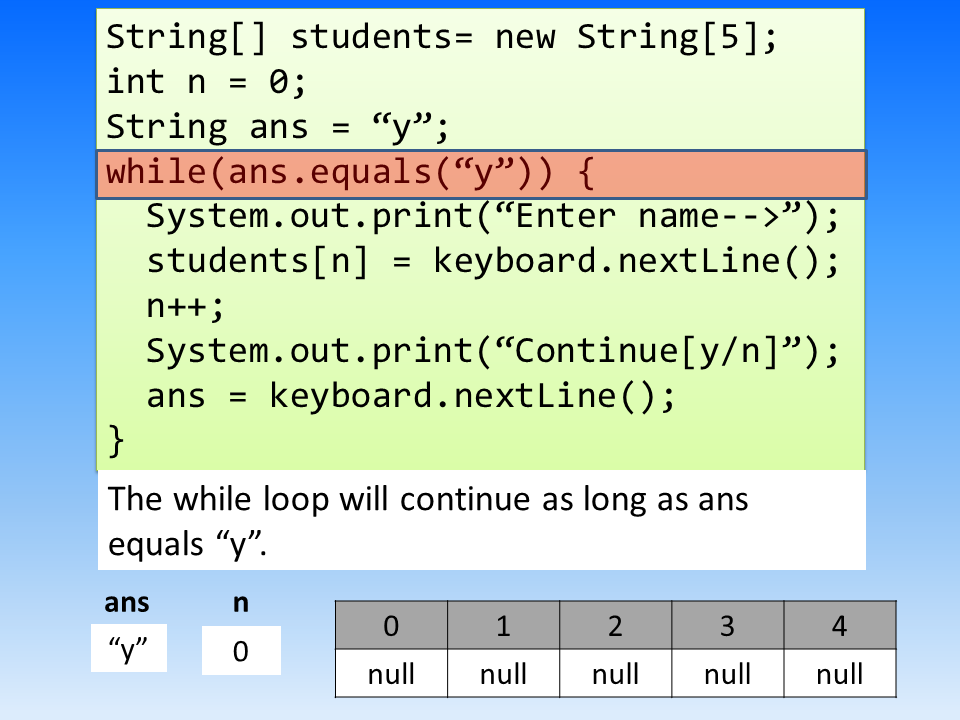 String[] students= new String[5];
int n = 0;
String ans = “y”;
while(ans.equals(“y”)) {
System.out.print(“Enter name-->”);
students[n] = keyboard.nextLine();
n++;
System.out.print(“Continue[y/n]”);
ans = keyboard.nextLine();
}
The while loop will continue as long as ans
equals “y”.
ans n
“y” 0
0 1 2 3 4
null null null null null